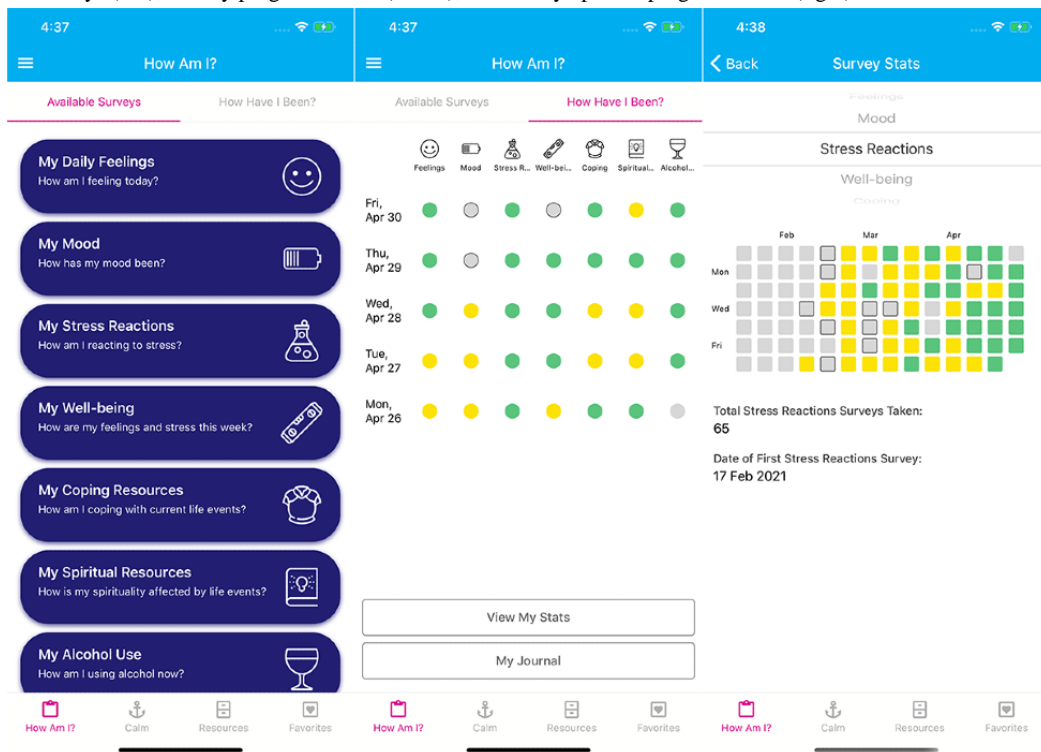 4:37
How Am I?
Available Surveys
How Have I Been?
My Daily Feelings
How am I feeling today?
My Mood
How has my mood been?
My Stress Reactions
How am I reacting to stress?
My Well-being
How are my feelings and stress this week?
My Coping Resources
How am I coping with current life events?
My Spiritual Resources
How is my spirituality affected by life events?
My Alcohol Use
How am I using alcohol now?
How Am I?
Calm
Resources
Favorites
4:37
How Am I?
Available Surveys
How Have I Been?
Feelings
Mood
Stress R...
Well-bei...
Coping
Spiritual...
Alcohol...
Fri,
Apr 30
Thu,
Apr 29
Wed,
Apr 28
Tue,
Apr 27
Mon,
Apr 26
View My Stats
My Journal
How Am I?
Calm
Resources
Favorites
4:38
Back
Survey Stats
Feelings
Mood
Stress Reactions
Well-being
Coping
Feb
Mar
Apr
Mon
Wed
Fri
Total Stress Reactions Surveys Taken:
65
Date of First Stress Reactions Survey:
17 Feb 2021
How Am I?
Calm
Resources
Favorites